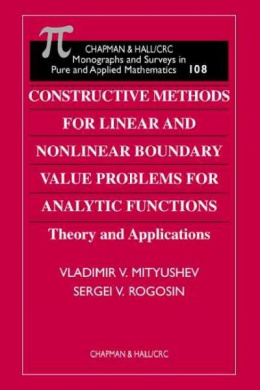 π
CHAPMAN & HALL/CRC
Monographs and Surveys in
Pure and Applied Mathematics 108
CONSTRUCTIVE METHODS
FOR LINEAR AND
NONLINEAR BOUNDARY
VALUE PROBLEMS FOR
ANALYTIC FUNCTIONS
Theory and Applications
VLADIMIR V. MITYUSHEV
SERGEI V. ROGOSIN
CHAPMAN & HALL/CRC